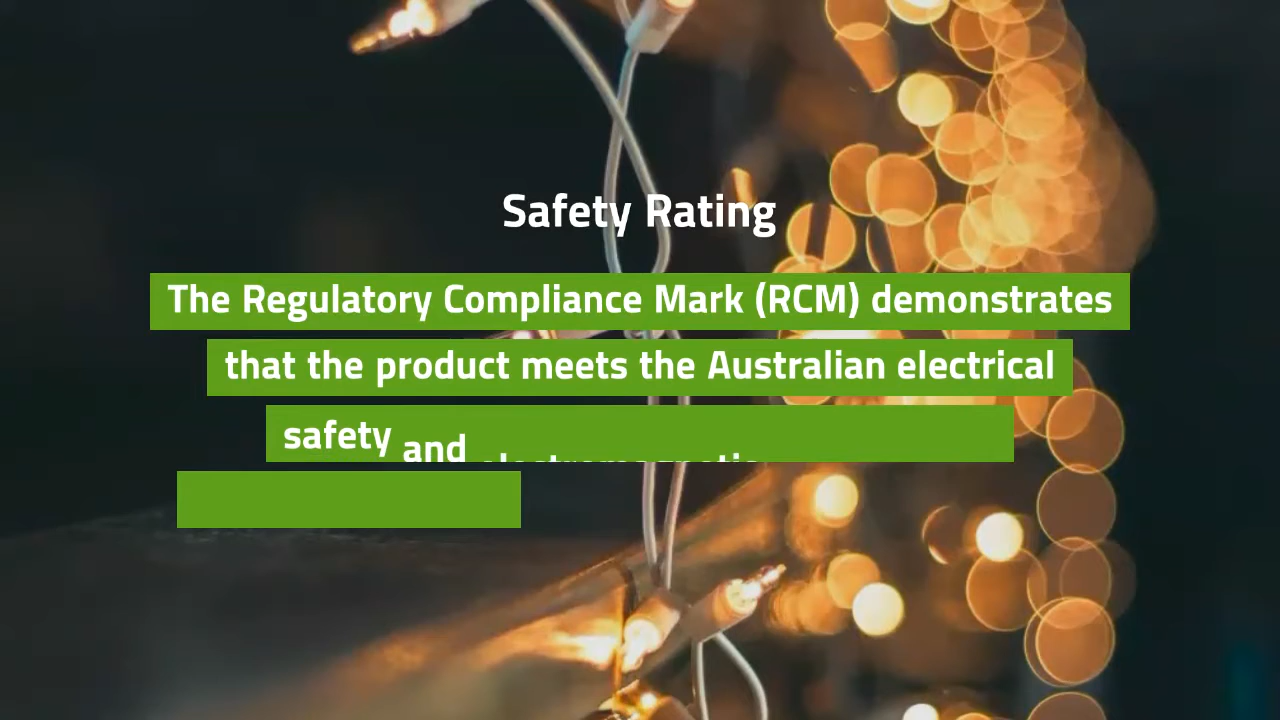 Safety Rating
The Regulatory Compliance Mark (RCM) demonstrates
that the product meets the Australian electrical
safety and